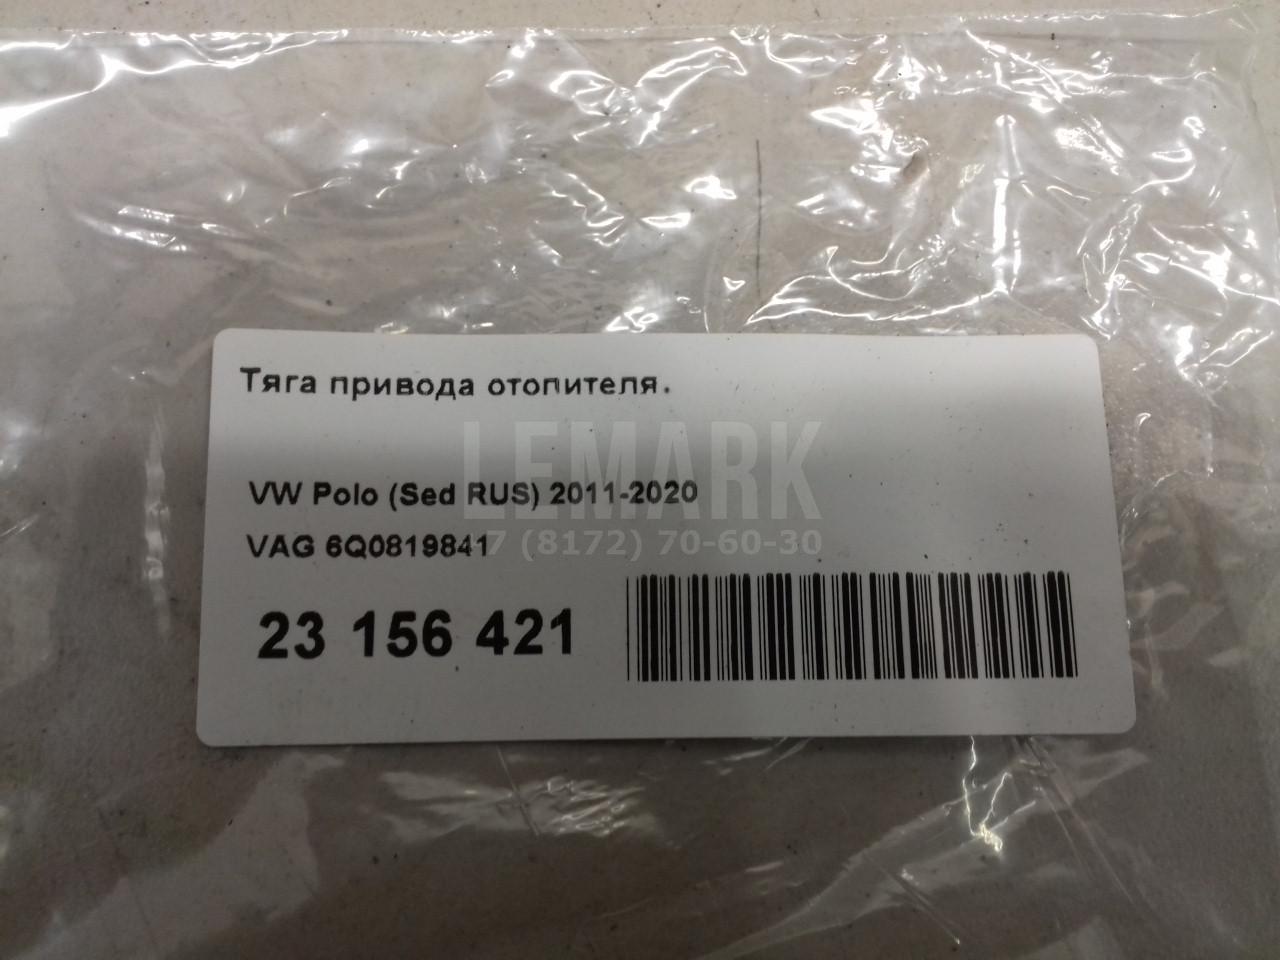 Тяга привода отопителя.
LEMARK
VW Polo (Sed RUS) 2011-2020
VAG 6Q0819841
+7 (8172) 70-60-30
23 156 421